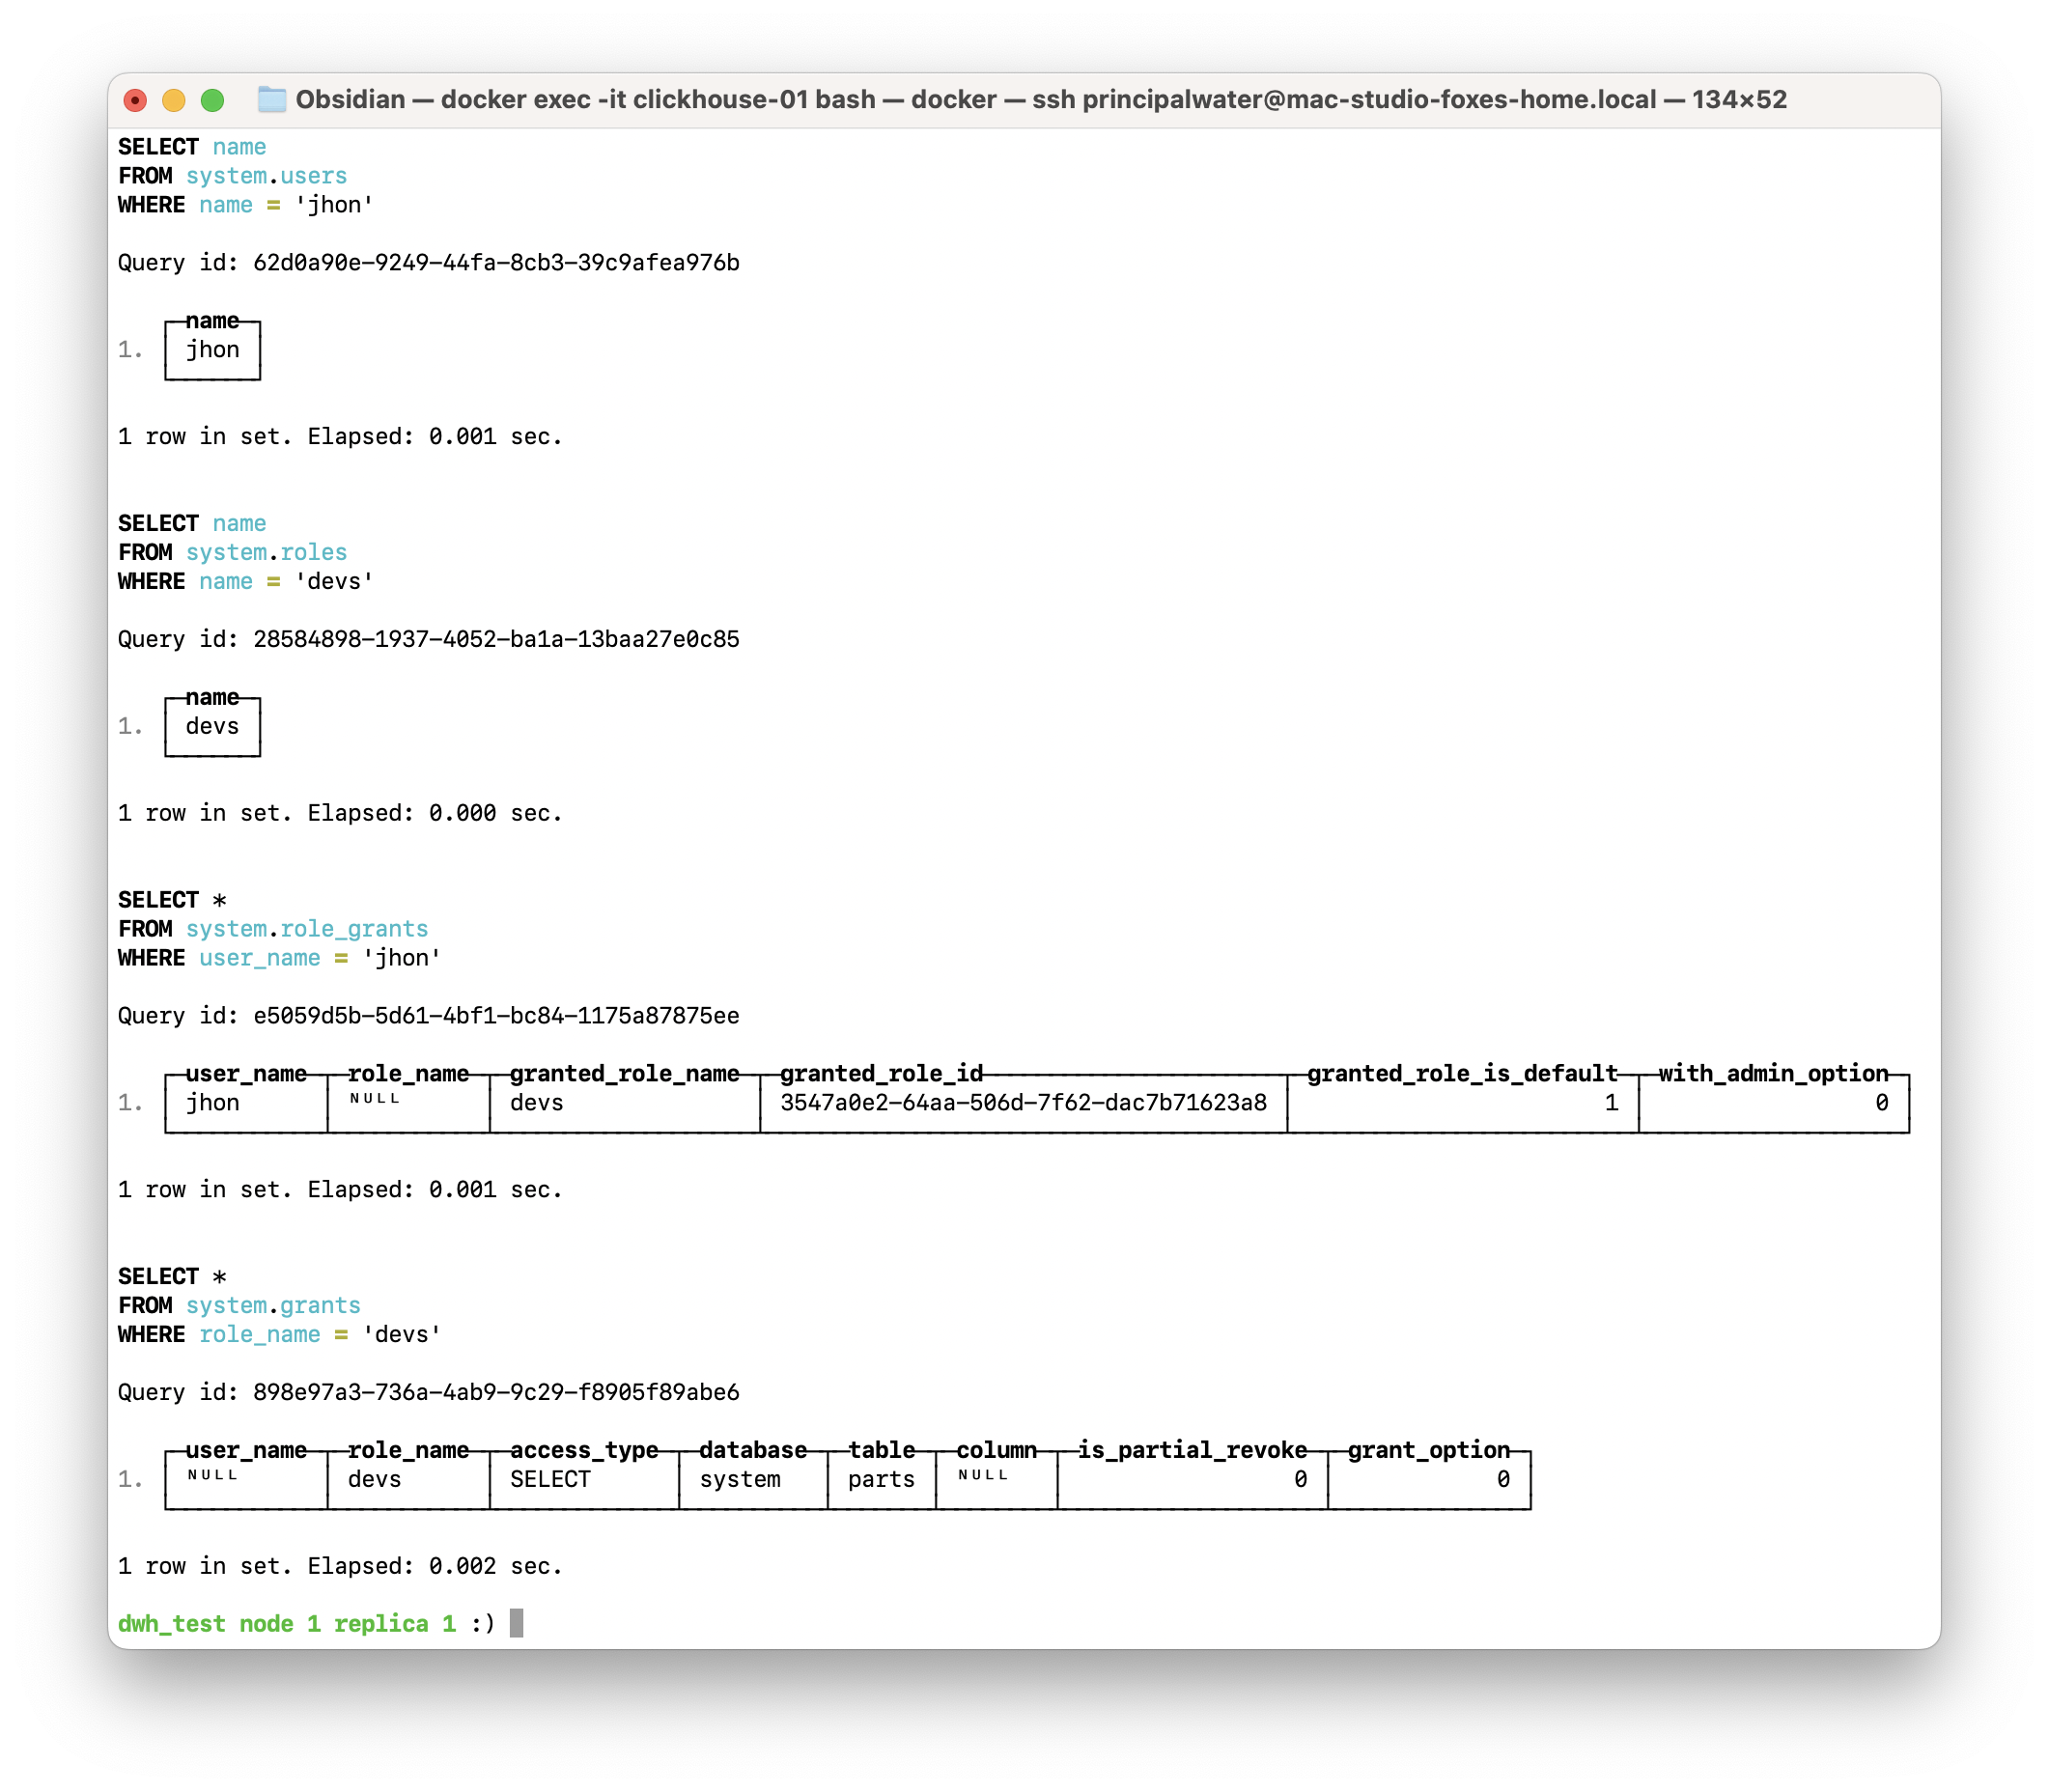 Obsidian — docker exec -it clickhouse-01 bash — docker — ssh principalwater@mac-studio-foxes-home.local — 134×52
SELECT name
FROM system.users
WHERE name = 'jhon'
Query id: 62d0a90e-9249-44fa-8cb3-39c9afea976b
name
1. jhon
1 row in set. Elapsed: 0.001 sec.
SELECT name
FROM system.roles
WHERE name = 'devs'
Query id: 28584898-1937-4052-ba1a-13baa27e0c85
name
1. devs
1 row in set. Elapsed: 0.000 sec.
SELECT *
FROM system.role_grants
WHERE user_name = 'jhon'
Query id: e5059d5b-5d61-4bf1-bc84-1175a87875ee
user_name role_name granted_role_name granted_role_id granted_role_is_default with_admin_option
1. jhon NULL devs 3547a0e2-64aa-506d-7f62-dac7b71623a8 1 0
1 row in set. Elapsed: 0.001 sec.
SELECT *
FROM system.grants
WHERE role_name = 'devs'
Query id: 898e97a3-736a-4ab9-9c29-f8905f89abe6
user_name role_name access_type database table column is_partial_revoke grant_option
1. NULL devs SELECT system parts NULL 0 0
1 row in set. Elapsed: 0.002 sec.
dwh_test node 1 replica 1 :)